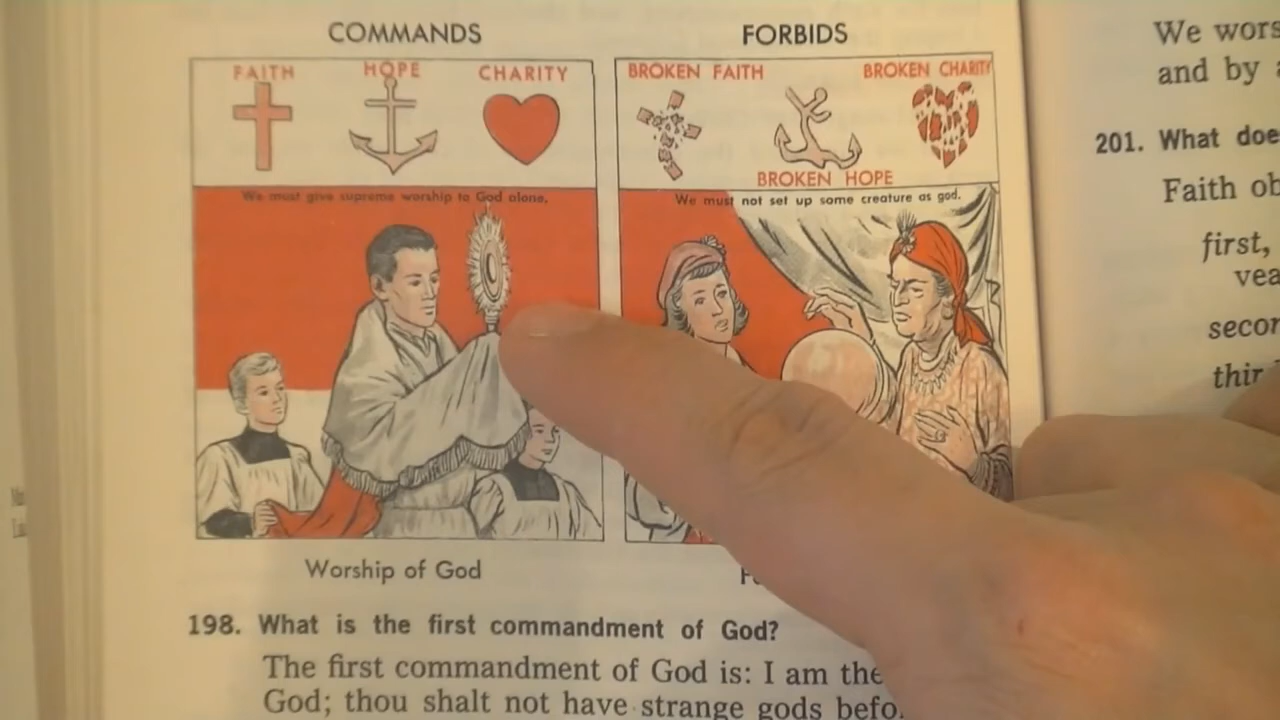 COMMANDS
FAITH HOPE CHARITY
We must give supreme worship to God alone.
Worship of God
FORBIDS
BROKEN FAITH BROKEN CHARITY
BROKEN HOPE
We must not set up some creature as god.
198. What is the first commandment of God?
The first commandment of God is: I am the
God; thou shalt not have strange gods befo
We wors
and by
201. What doe
Faith ob
first,
vea
secon
thir